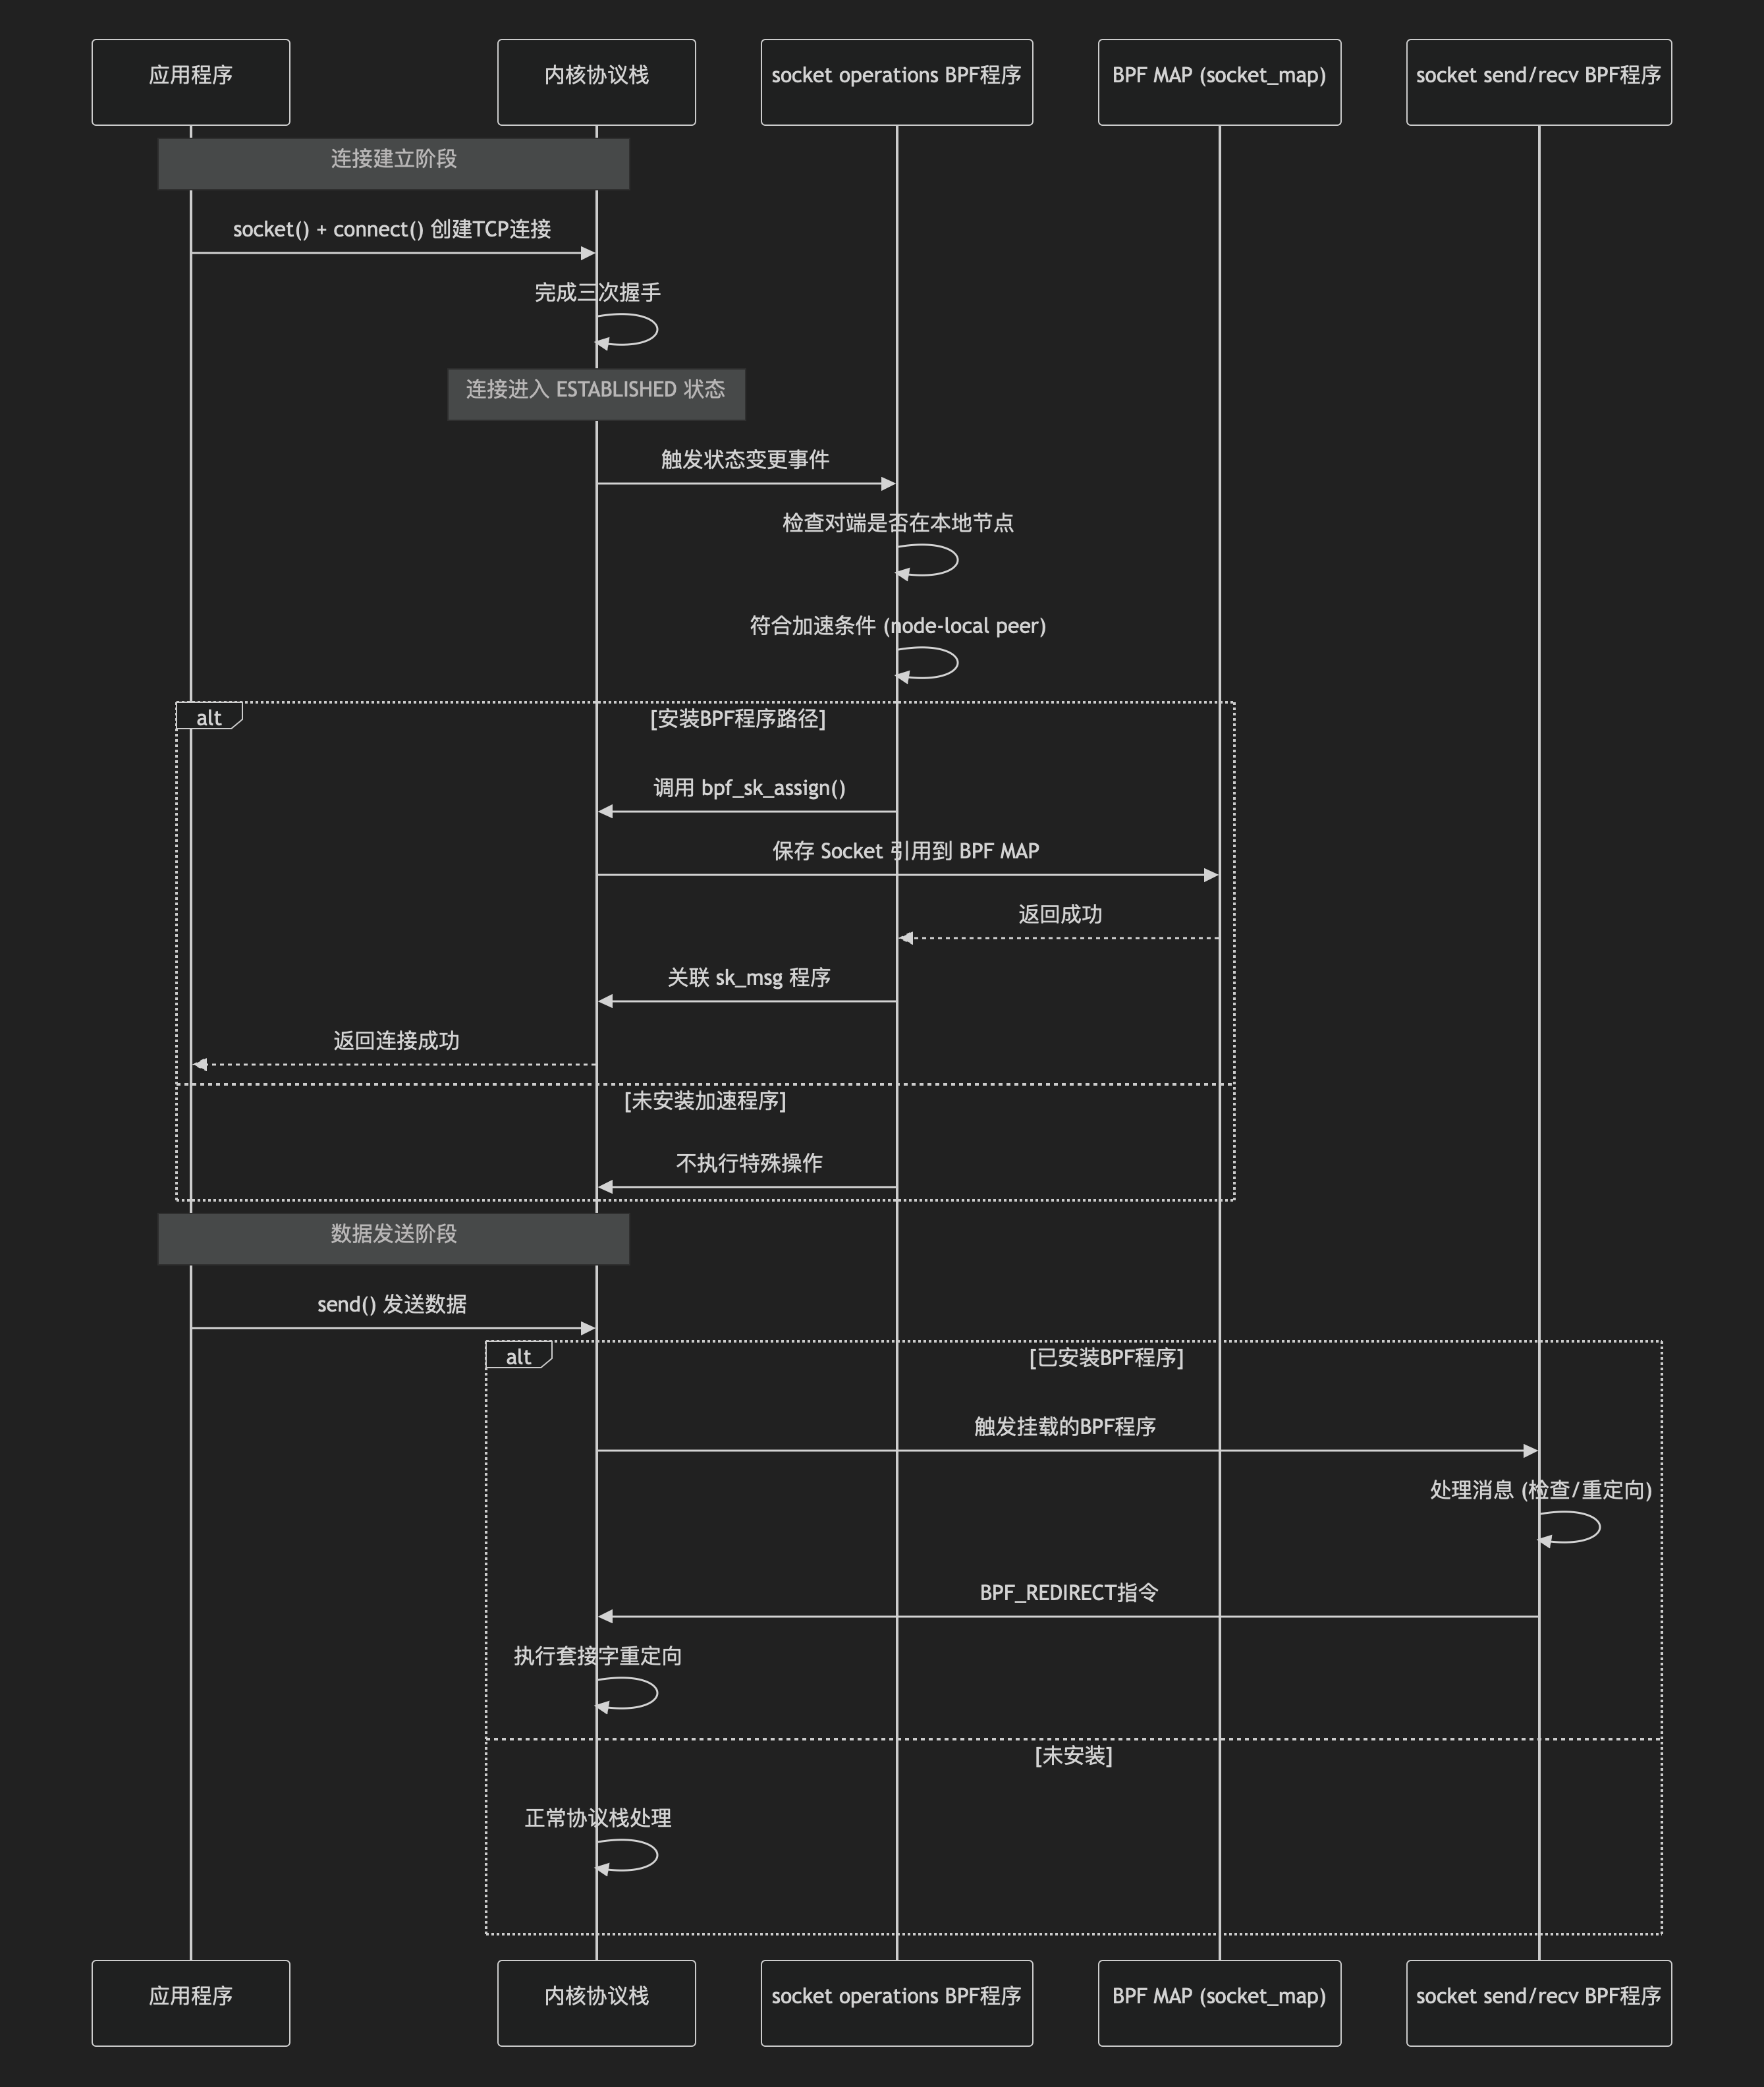 应用程序
内核协议栈
socket operations BPF程序
BPF MAP (socket_map)
socket send/recv BPF程序
连接建立阶段
socket() + connect() 创建TCP连接
完成三次握手
连接进入 ESTABLISHED 状态
触发状态变更事件
检查对端是否在本地节点
符合加速条件 (node-local peer)
alt
[安装BPF程序路径]
调用 bpf_sk_assign()
保存 Socket 引用到 BPF MAP
返回成功
关联 sk_msg 程序
返回连接成功
[未安装加速程序]
不执行特殊操作
数据发送阶段
send() 发送数据
alt
[已安装BPF程序]
触发挂载的BPF程序
处理消息 (检查/重定向)
BPF_REDIRECT指令
执行套接字重定向
[未安装]
正常协议栈处理
应用程序
内核协议栈
socket operations BPF程序
BPF MAP (socket_map)
socket send/recv BPF程序